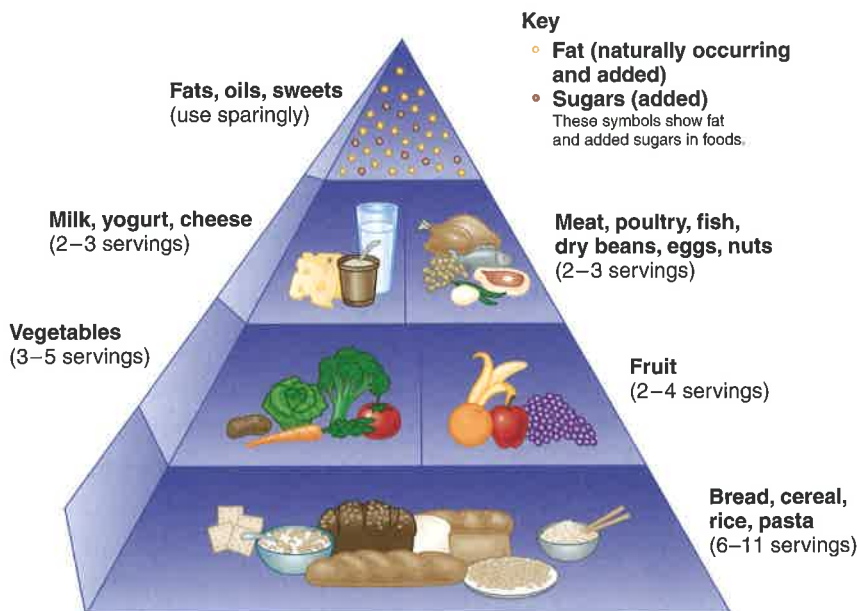 Key
Fat (naturally occurring
and added)
Sugars (added)
These symbols show fat
and added sugars in foods.
Fats, oils, sweets
(use sparingly)
Milk, yogurt, cheese
(2–3 servings)
Meat, poultry, fish,
dry beans, eggs, nuts
(2–3 servings)
Vegetables
(3–5 servings)
Fruit
(2–4 servings)
Bread, cereal,
rice, pasta
(6–11 servings)